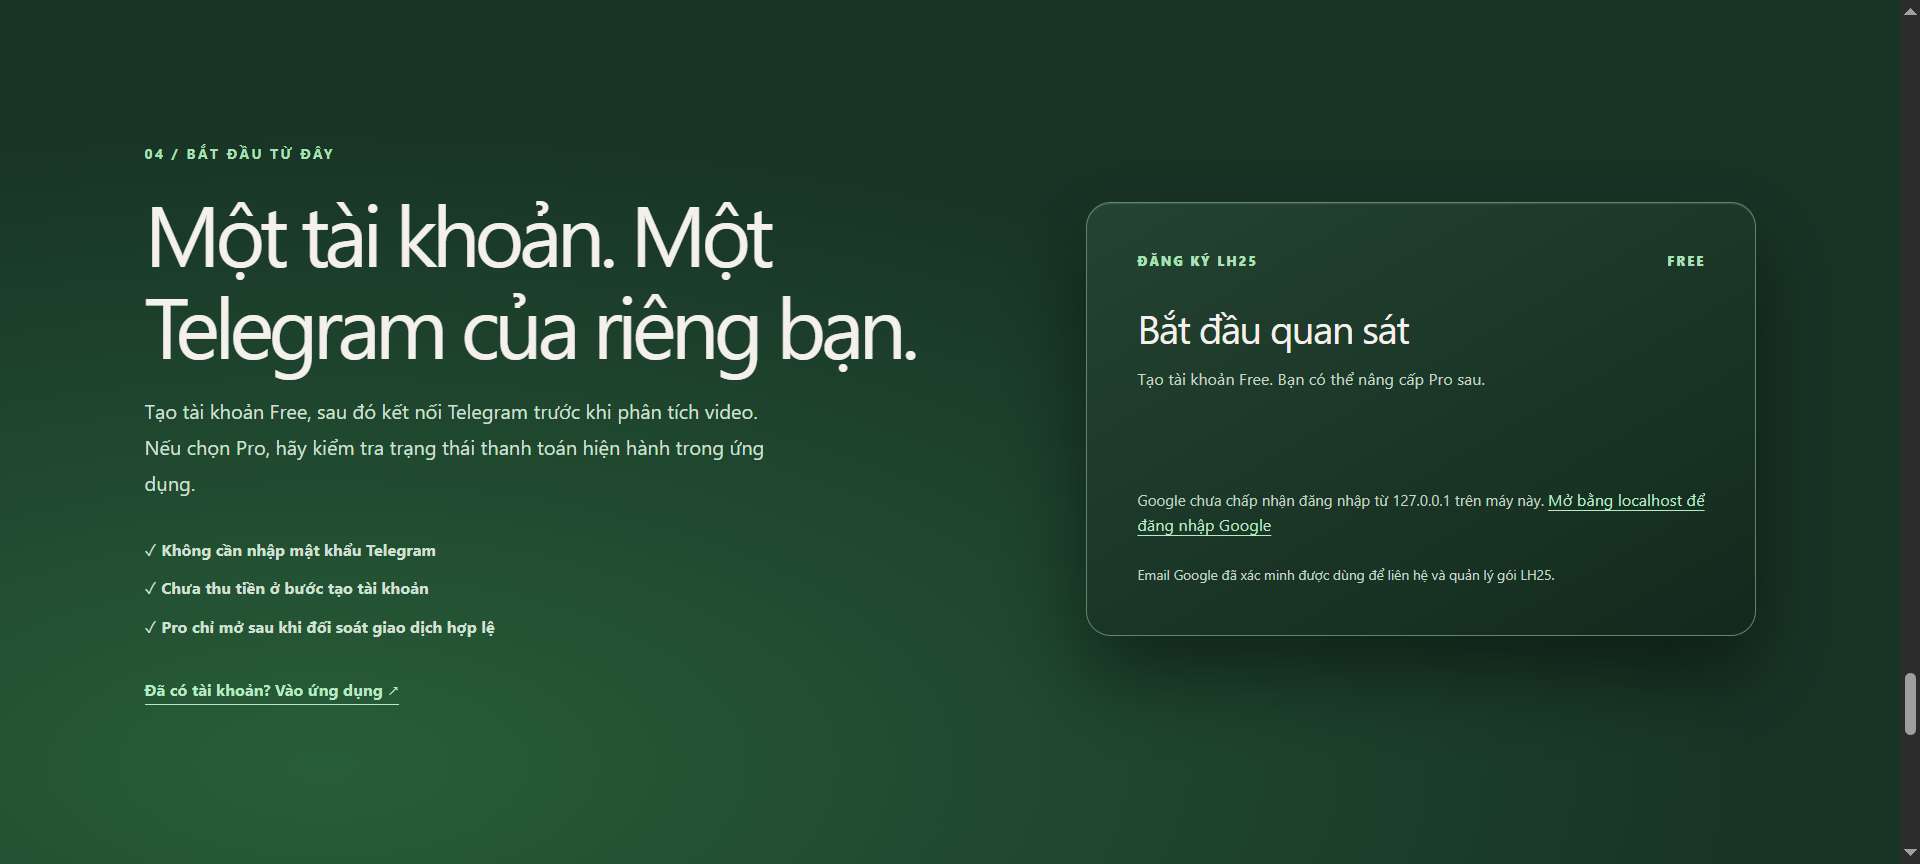 04 / BẮT ĐẦU TỪ ĐÂY
Một tài khoản. Một
Telegram của riêng bạn.
Tạo tài khoản Free, sau đó kết nối Telegram trước khi phân tích video.
Nếu chọn Pro, hãy kiểm tra trạng thái thanh toán hiện hành trong ứng
dụng.
✓ Không cần nhập mật khẩu Telegram
✓ Chưa thu tiền ở bước tạo tài khoản
✓ Pro chỉ mở sau khi đối soát giao dịch hợp lệ
Đã có tài khoản? Vào ứng dụng ↗
ĐĂNG KÝ LH25
FREE
Bắt đầu quan sát
Tạo tài khoản Free. Bạn có thể nâng cấp Pro sau.
Google chưa chấp nhận đăng nhập từ 127.0.0.1 trên máy này. Mở bằng localhost để
đăng nhập Google
Email Google đã xác minh được dùng để liên hệ và quản lý gói LH25.